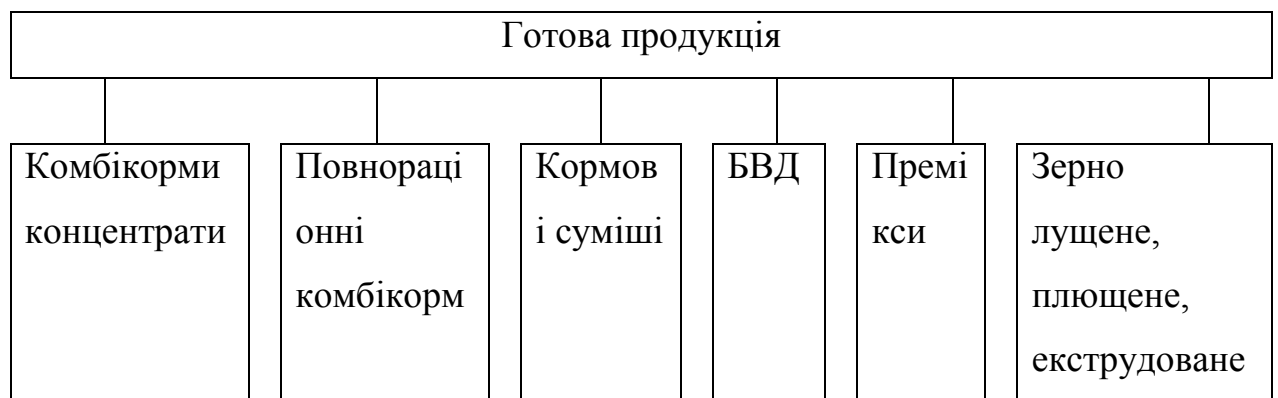 Готова продукція
Комбікорми
концентрати
Повнораці
онні
комбікорм
Кормов
і суміші
БВД
Премі
кси
Зерно
лущене,
плющене,
екструдоване